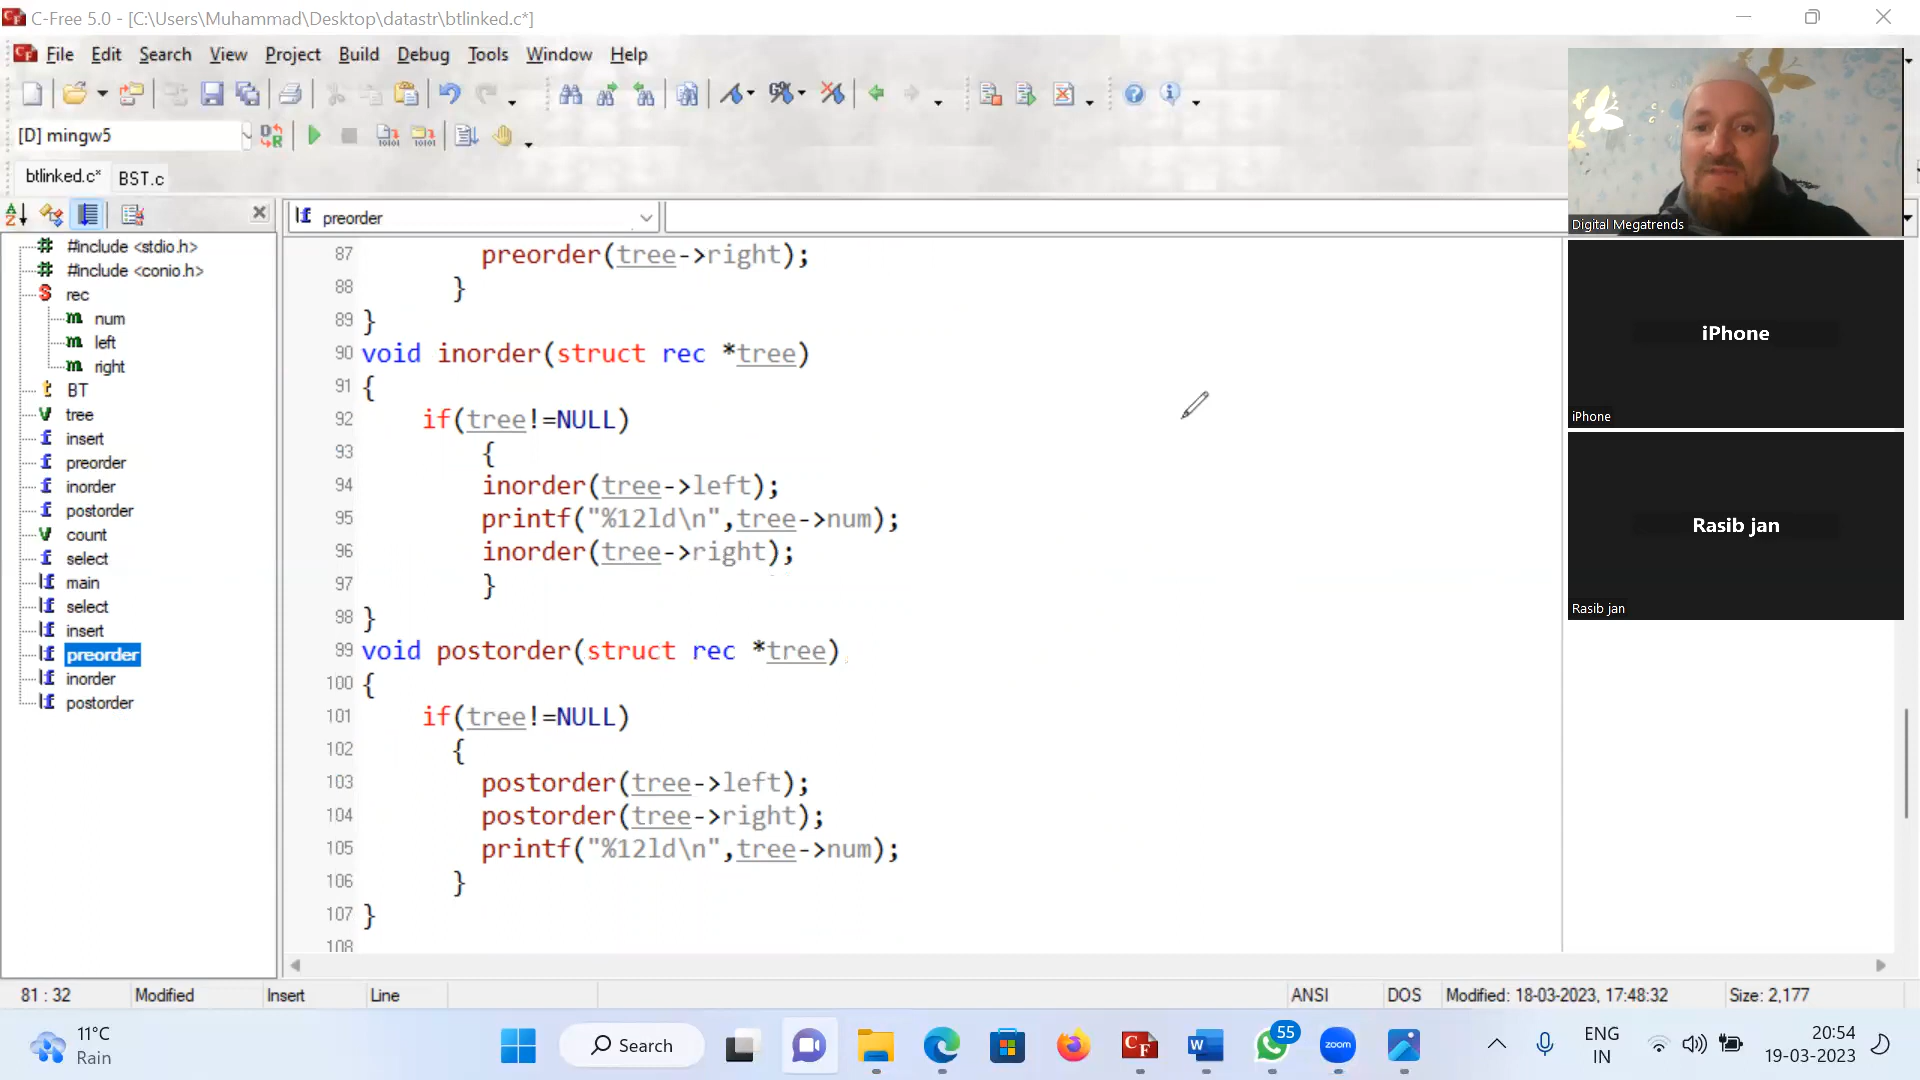 C-Free 5.0 - [C:\Users\Muhammad\Desktop\datastr\btlinked.c*]
File Edit Search View Project Build Debug Tools Window Help
[D] mingw5
btlinked.c* BST.c
preorder
#include <stdio.h>
#include <conio.h>
rec
num
left
right
BT
tree
insert
preorder
inorder
postorder
count
select
main
select
insert
preorder
inorder
postorder
87 preorder(tree->right);
88 }
89 }
90 void inorder(struct rec *tree)
91 {
92 if(tree!=NULL)
93 {
94 inorder(tree->left);
95 printf("%12ld\n",tree->num);
96 inorder(tree->right);
97 }
98 }
99 void postorder(struct rec *tree)
100 {
101 if(tree!=NULL)
102 {
103 postorder(tree->left);
104 postorder(tree->right);
105 printf("%12ld\n",tree->num);
106 }
107 }
108
Digital Megatrends
iPhone
iPhone
Rasib jan
Rasib jan
81 : 32 Modified Insert Line ANSI DOS Modified: 18-03-2023, 17:48:32 Size: 2,177
11°C
Rain
Search
55
zoom
ENG
IN
20:54
19-03-2023